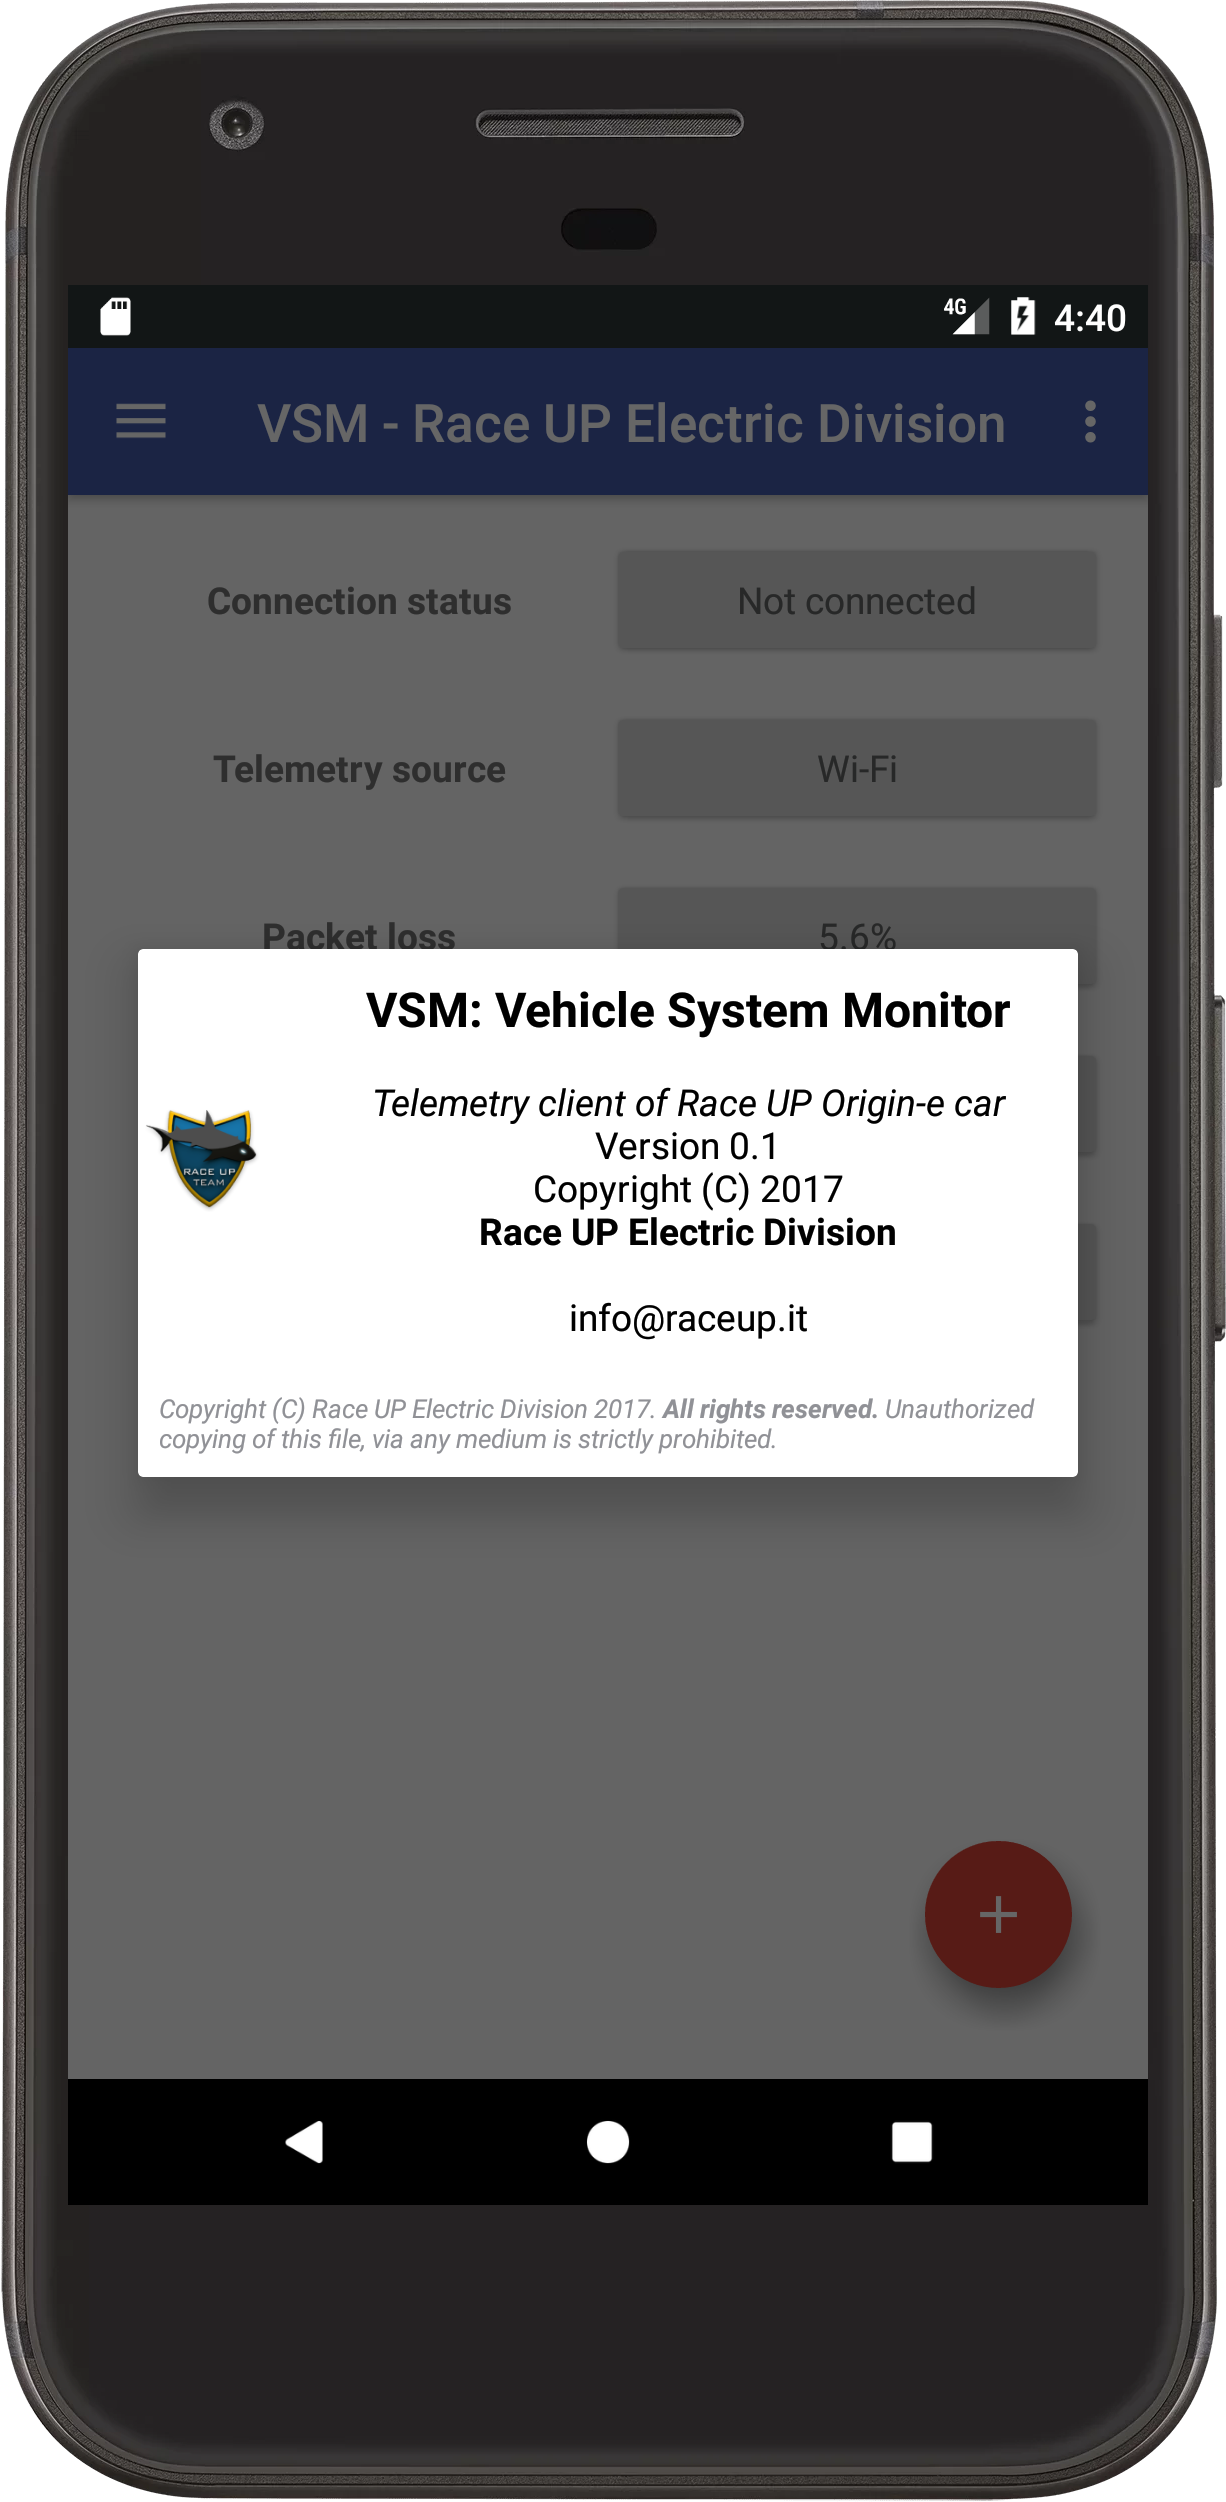 4G
4:40
VSM - Race UP Electric Division
Connection status
Not connected
Telemetry source
Wi-Fi
Packet loss
5.6%
VSM: Vehicle System Monitor
Telemetry client of Race UP Origin-e car
Version 0.1
Copyright (C) 2017
Race UP Electric Division
info@raceup.it
RACE UP
TEAM
Copyright (C) Race UP Electric Division 2017. All rights reserved. Unauthorized
copying of this file, via any medium is strictly prohibited.